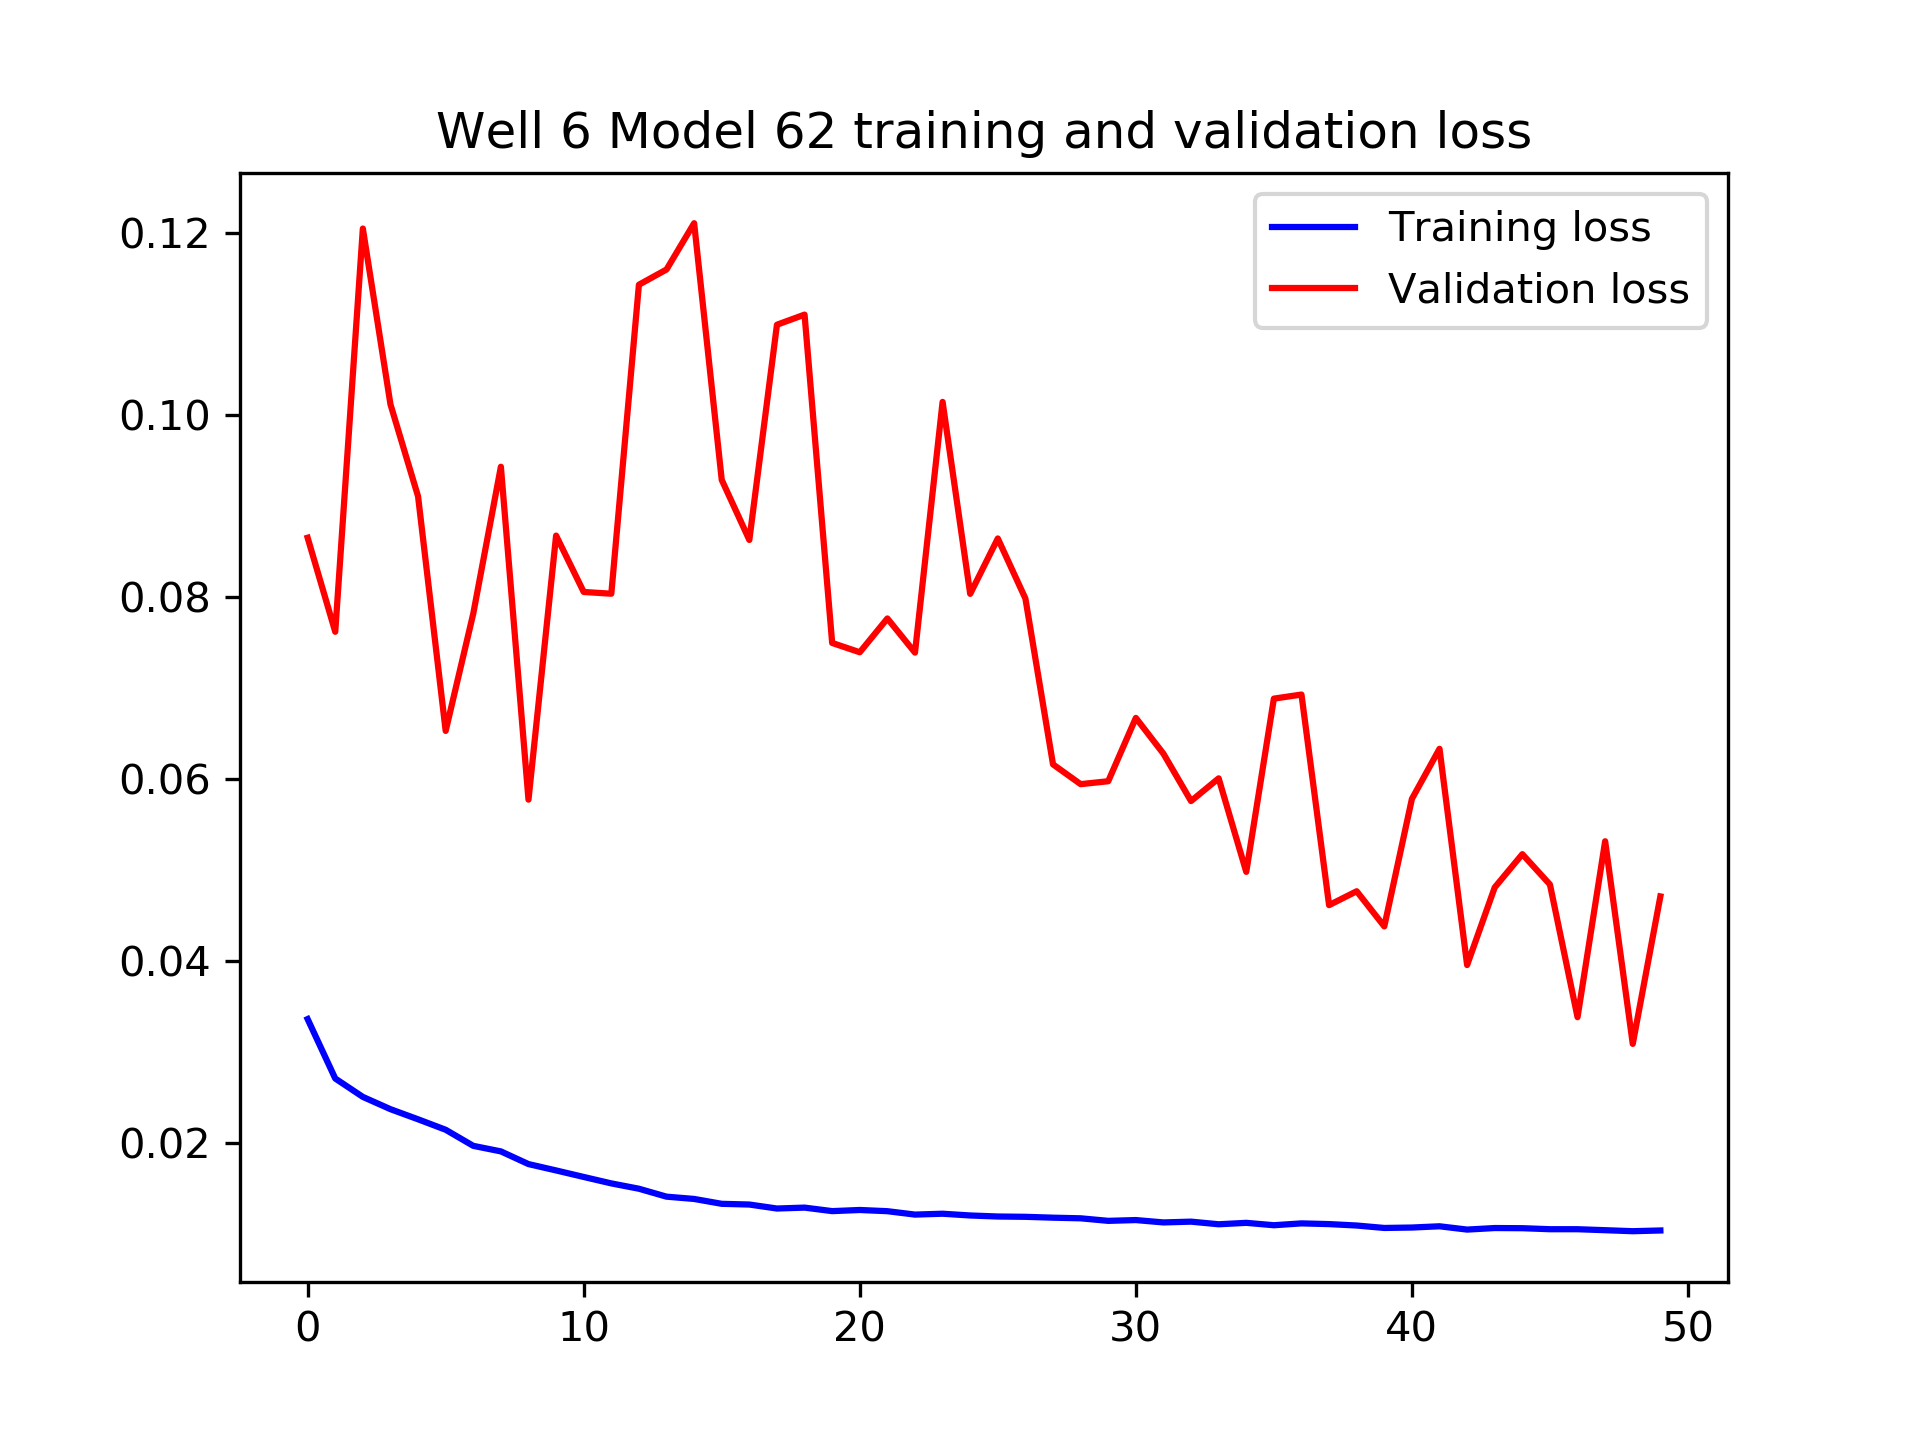 Well 6 Model 62 training and validation loss
Training loss
Validation loss
0.12
0.10
0.08
0.06
0.04
0.02
0 10 20 30 40 50